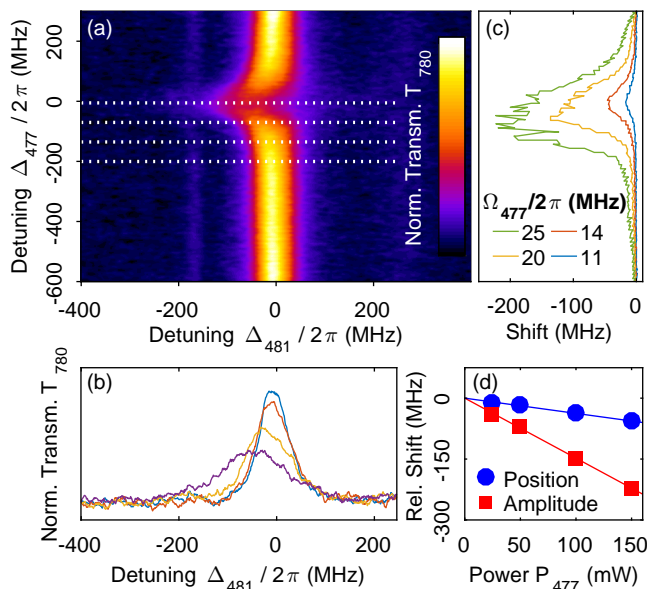 (a)
Detuning Δ477 / 2π (MHz)
200
0
-200
-400
-600
Norm. Transm. T780
-400
-200
0
200
Detuning Δ481 / 2π (MHz)
(c)
Ω477/2π (MHz)
25
14
20
11
-200
-100
0
Shift (MHz)
(b)
Norm. Transm. T780
-400
-200
0
200
Detuning Δ481 / 2π (MHz)
(d)
Rel. Shift (MHz)
0
-150
-300
Position
Amplitude
0
50
100
150
Power P477 (mW)